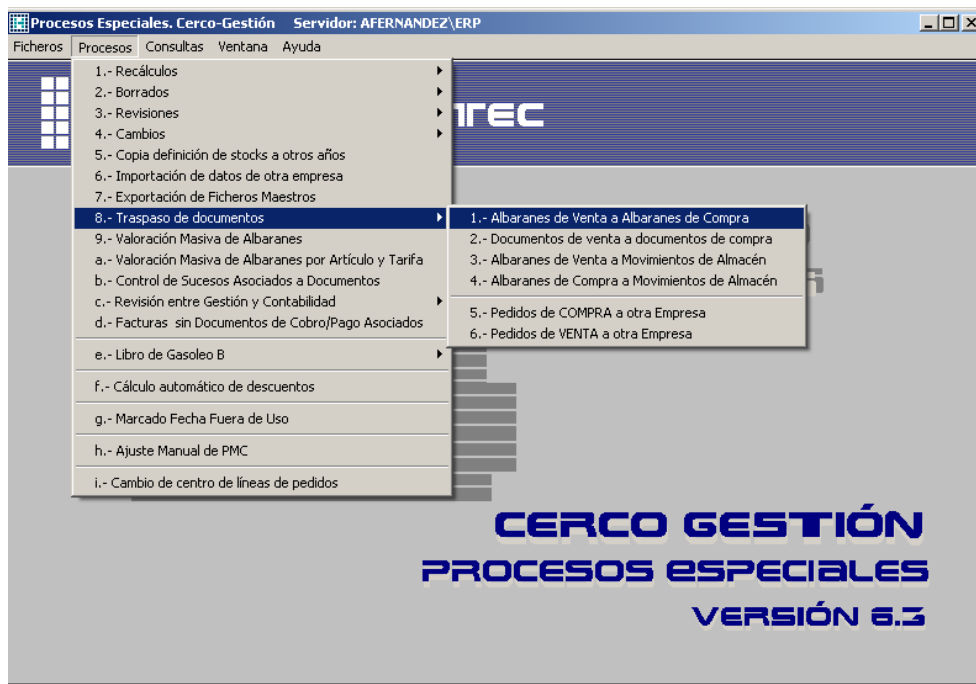 Procesos Especiales. Cerco-Gestión Servidor: AFERNANDEZ\ERP
Ficheros Procesos Consultas Ventana Ayuda
1.- Recálculos
2.- Borrados
3.- Revisiones
4.- Cambios
5.- Copia definición de stocks a otros años
6.- Importación de datos de otra empresa
7.- Exportación de Ficheros Maestros
8.- Traspaso de documentos
9.- Valoración Masiva de Albaranes
a.- Valoración Masiva de Albaranes por Artículo y Tarifa
b.- Control de Sucesos Asociados a Documentos
c.- Revisión entre Gestión y Contabilidad
d.- Facturas sin Documentos de Cobro/Pago Asociados
e.- Libro de Gasoleo B
f.- Cálculo automático de descuentos
g.- Marcado Fecha Fuera de Uso
h.- Ajuste Manual de PMC
i.- Cambio de centro de líneas de pedidos
1.- Albaranes de Venta a Albaranes de Compra
2.- Documentos de venta a documentos de compra
3.- Albaranes de Venta a Movimientos de Almacén
4.- Albaranes de Compra a Movimientos de Almacén
5.- Pedidos de COMPRA a otra Empresa
6.- Pedidos de VENTA a otra Empresa
CERCO GESTIÓN
PROCESOS ESPECIALES
VERSIÓN 6.3